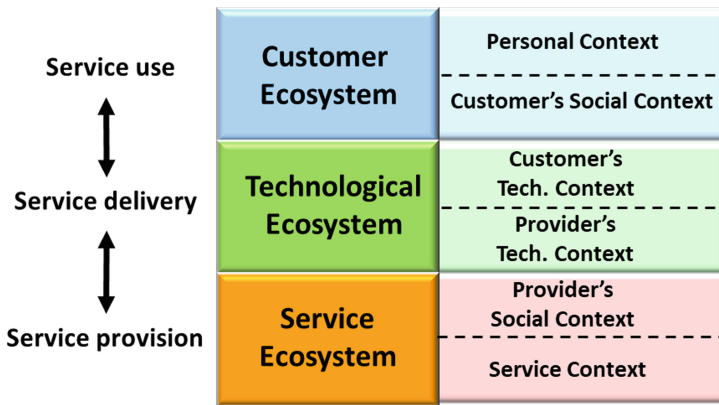 Service use
Service delivery
Service provision
Customer
Ecosystem
Technological
Ecosystem
Service
Ecosystem
Personal Context
Customer's Social Context
Customer's
Tech. Context
Provider's
Tech. Context
Provider's
Social Context
Service Context